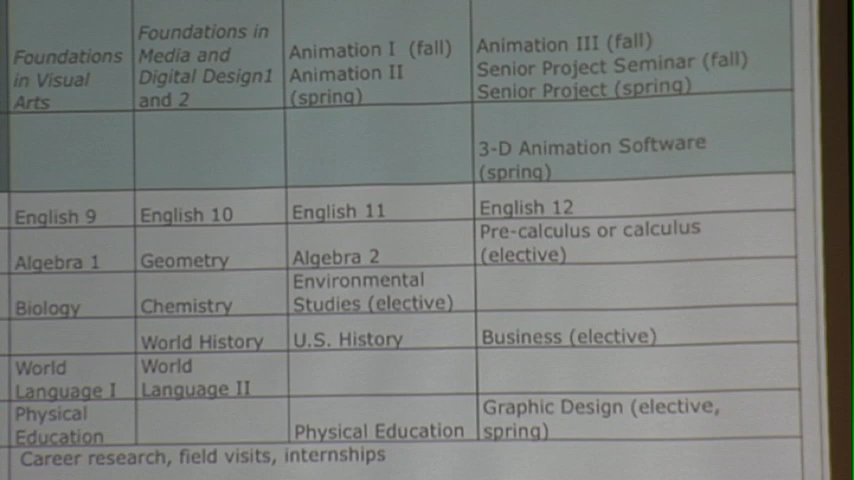 Foundations
in Visual
Arts
Foundations in
Media and
Digital Design1
and 2
Animation I (fall)
Animation II
(spring)
Animation III (fall)
Senior Project Seminar (fall)
Senior Project (spring)
3-D Animation Software
(spring)
English 9
English 10
English 11
English 12
Algebra 1
Geometry
Algebra 2
Pre-calculus or calculus
(elective)
Biology
Chemistry
Environmental
Studies (elective)
World History
U.S. History
Business (elective)
World
Language I
World
Language II
Physical
Education
Physical Education
Graphic Design (elective,
spring)
Career research, field visits, internships